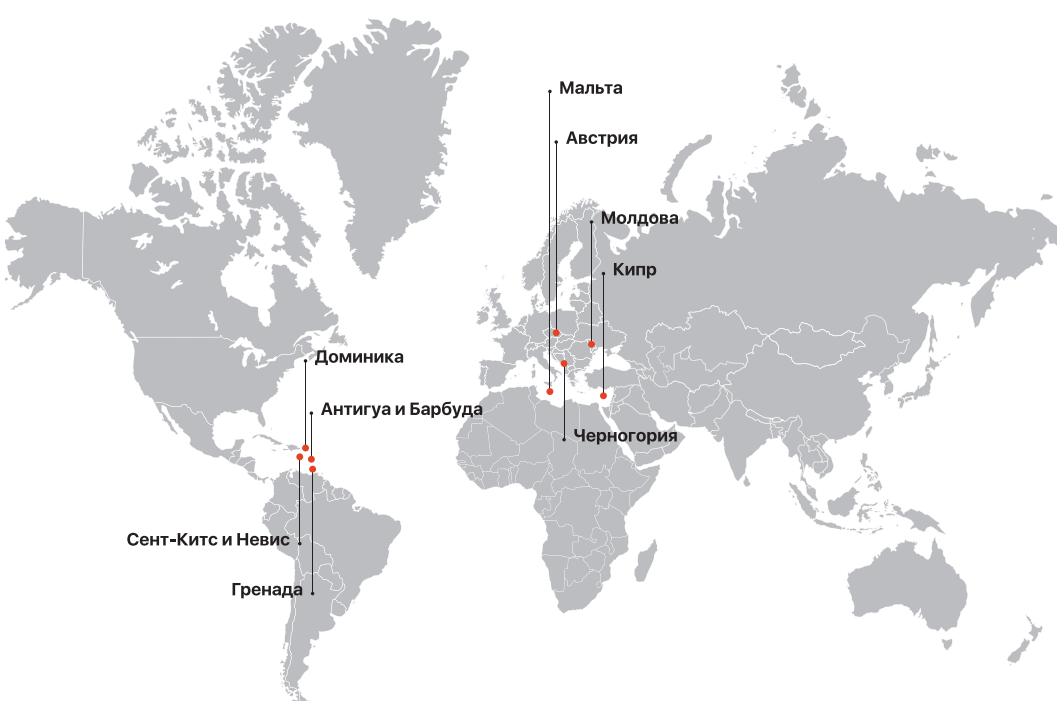 Мальта
Австрия
Молдова
Кипр
Доминика
Антигуа и Барбуда
Черногория
Сент-Китс и Невис
Гренада